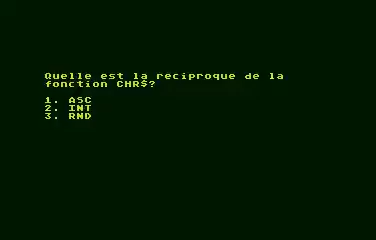 Quelle est la reciproque de la
fonction CHR$?
1. ASC
2. INT
3. RND